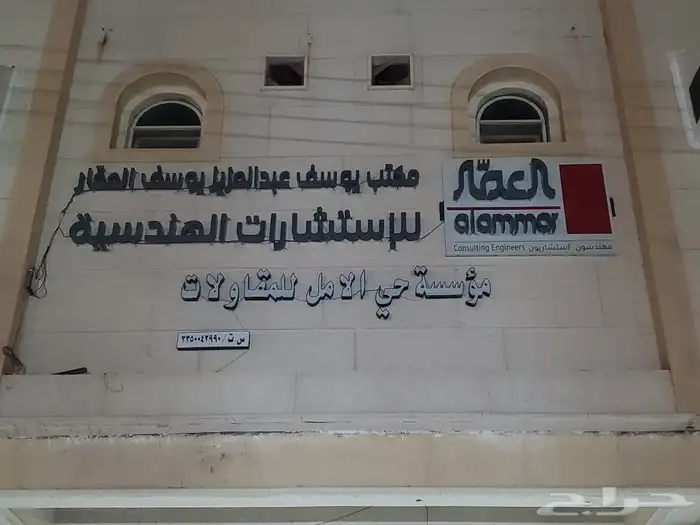 مكتب يوسف عبدالعزيز يوسف العمار
للإستشارات الهندسية
العمّار
alammar
Consulting Engineers مهندسون استشاريون
مؤسسة حي الامل للمقاولات
س.ت/٢٢٥٠٠٤٢٩٩٠
حراج